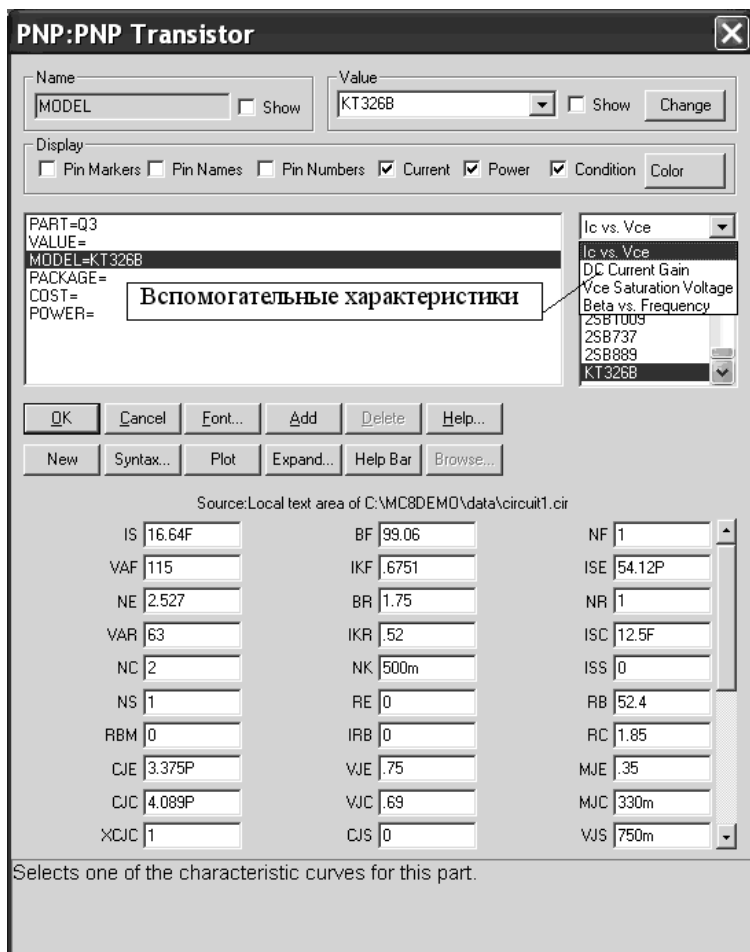 PNP:PNP Transistor
Name
Value
MODEL
Show
KT326B
Show
Change
Display
Pin Markers
Pin Names
Pin Numbers
Current
Power
Condition
Color
PART=Q3
VALUE=
MODEL=KT326B
PACKAGE=
COST=
POWER=
Вспомогательные характеристики
Ic vs. Vce
Ic vs. Vce
DC Current Gain
Vce Saturation Voltage
Beta vs. Frequency
2SB1009
2SB737
2SB889
KT326B
OK
Cancel
Font...
Add
Delete
Help...
New
Syntax...
Plot
Expand...
Help Bar
Browse...
Source:Local text area of C:\MC8DEMO\data\circuit1.cir
IS 16.64F BF 99.06 NF 1
VAF 115 IKF .6751 ISE 54.12P
NE 2.527 BR 1.75 NR 1
VAR 63 IKR .52 ISC 12.5F
NC 2 NK 500m ISS 0
NS 1 RE 0 RB 52.4
RBM 0 IRB 0 RC 1.85
CJE 3.375P VJE .75 MJE .35
CJC 4.089P VJC .69 MJC 330m
XCJC 1 CJS 0 VJS 750m
Selects one of the characteristic curves for this part.